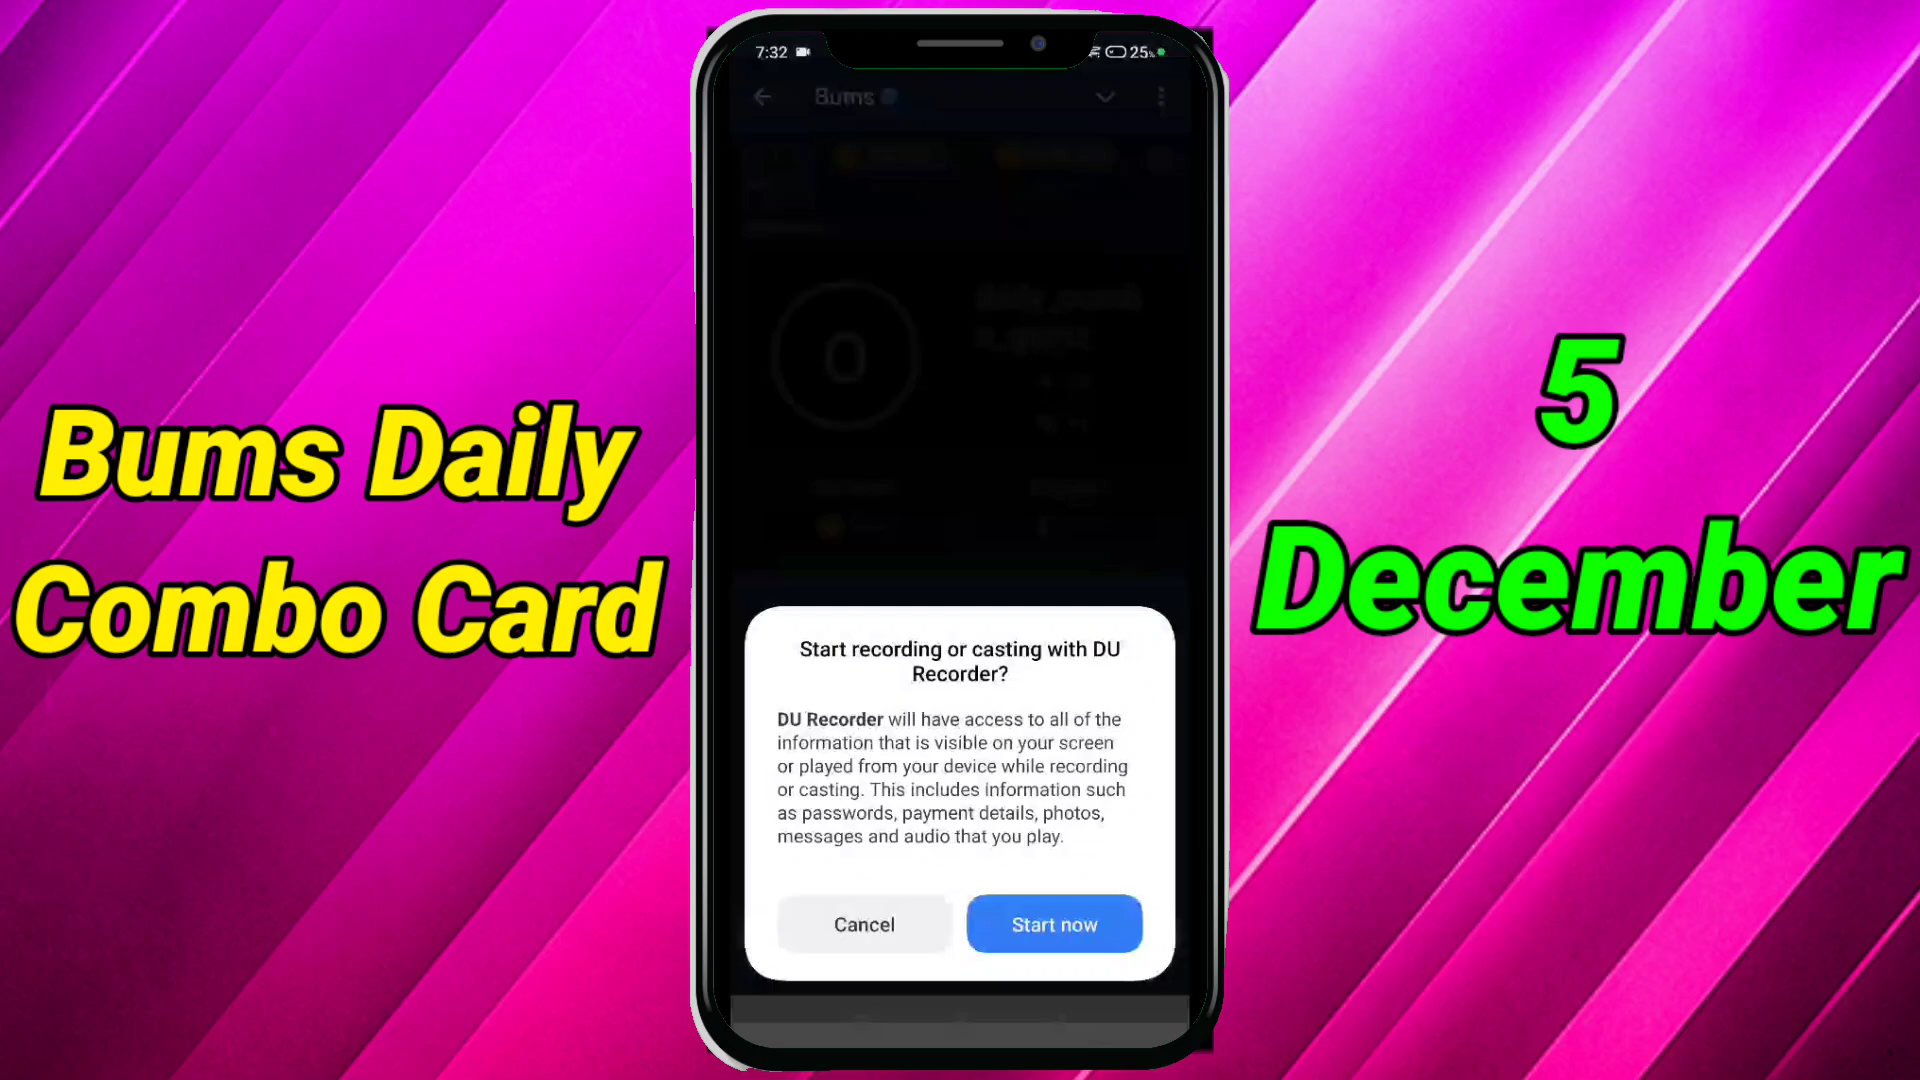 Bums Daily
Combo Card
7:32
25%
Bums
0
Start recording or casting with DU
Recorder?
DU Recorder will have access to all of the
information that is visible on your screen
or played from your device while recording
or casting. This includes information such
as passwords, payment details, photos,
messages and audio that you play.
Cancel
Start now
5
December